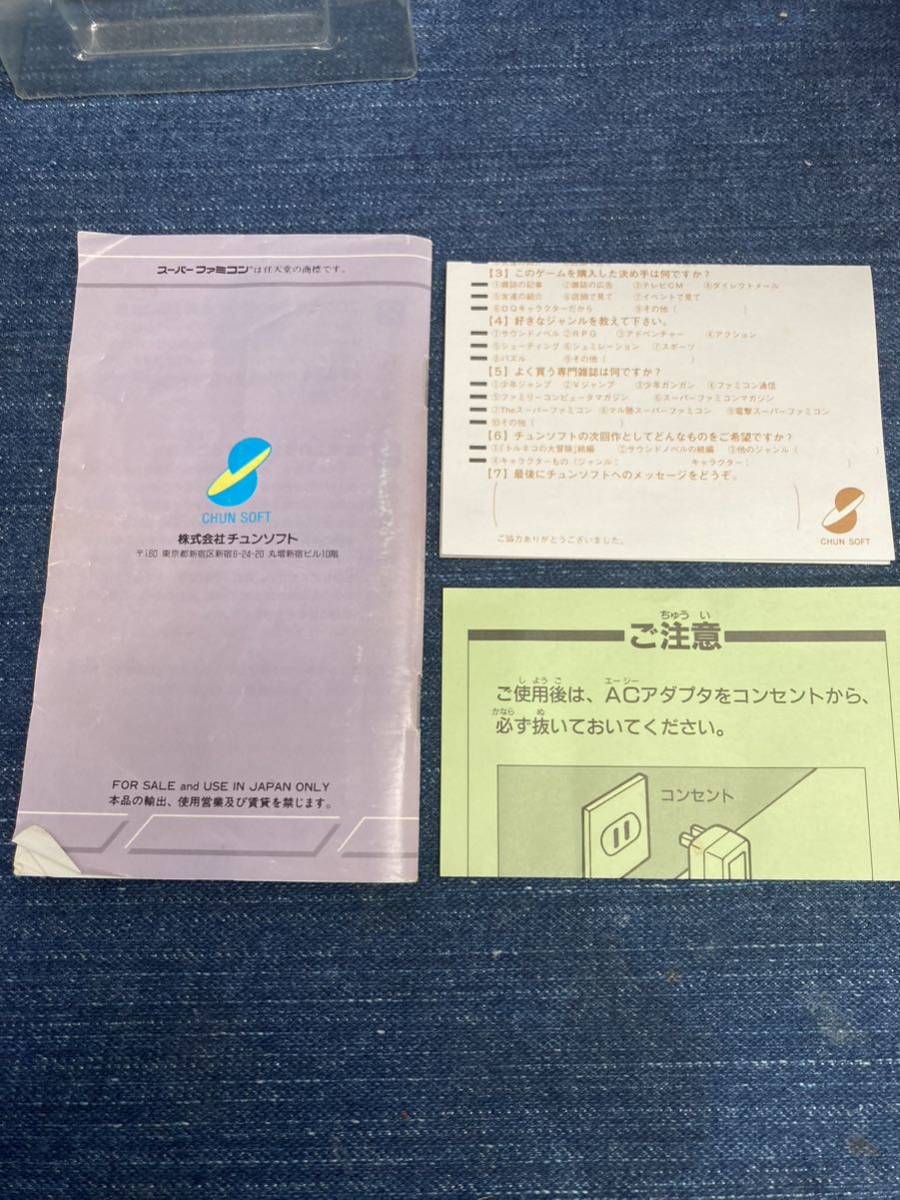 スーパーファミコン は任天堂の商標です。
CHUN SOFT
株式会社チュンソフト
〒160 東京都新宿区新宿6-24-20 丸増新宿ビル10階
FOR SALE and USE IN JAPAN ONLY
本品の輸出、使用営業及び賃貸を禁じます。
【3】このゲームを購入した決め手は何ですか?
①雑誌の記事 ②雑誌の広告 ③テレビCM ④ダイレクトメール
⑤友達の紹介 ⑥店頭で見て ⑦イベントで見て
⑧DQキャラクターだから ⑨その他( )
【4】好きなジャンルを教えて下さい。
①サウンドノベル ②RPG ③アドベンチャー ④アクション
⑤シューティング ⑥シュミレーション ⑦スポーツ
⑧パズル ⑨その他( )
【5】よく買う専門雑誌は何ですか?
①少年ジャンプ ②Vジャンプ ③少年ガンガン ④ファミコン通信
⑤ファミリーコンピュータマガジン ⑥スーパーファミコンマガジン
⑦Theスーパーファミコン ⑧マル勝スーパーファミコン ⑨電撃スーパーファミコン
⑩その他( )
【6】チュンソフトの次回作としてどんなものをご希望ですか?
①「トルネコの大冒険」続編 ②サウンドノベルの続編 ③他のジャンル( )
④キャラクターもの(ジャンル: キャラクター: )
【7】最後にチュンソフトへのメッセージをどうぞ。
ご協力ありがとうございました。
CHUN SOFT
ちゅう い
ご注意
し よう ご エーシー
ご使用後は、ACアダプタをコンセントから、
かなら ぬ
必ず抜いておいてください。
コンセント